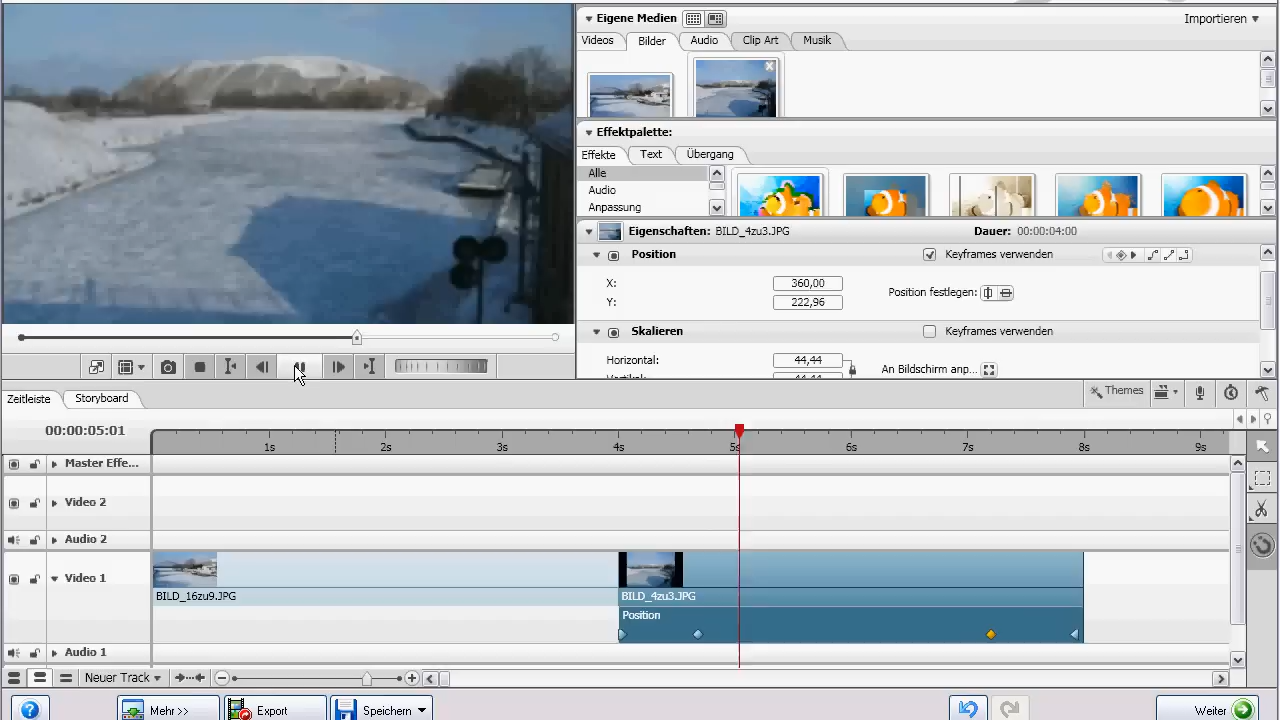 Eigene Medien
Importieren
Videos
Bilder
Audio
Clip Art
Musik
Effektpalette:
Effekte
Text
Übergang
Alle
Audio
Anpassung
Eigenschaften: BILD_4zu3.JPG
Dauer: 00:00:04:00
Position
Keyframes verwenden
X: 360,00
Y: 222,96
Position festlegen:
Skalieren
Keyframes verwenden
Horizontal: 44,44
An Bildschirm anp...
Zeitleiste
Storyboard
Themes
00:00:05:01
1s 2s 3s 4s 5s 6s 7s 8s 9s
Master Effe...
Video 2
Audio 2
Video 1
BILD_16zu9.JPG
BILD_4zu3.JPG
Position
Audio 1
Neuer Track
Mehr >>
Export
Speichern
Weiter